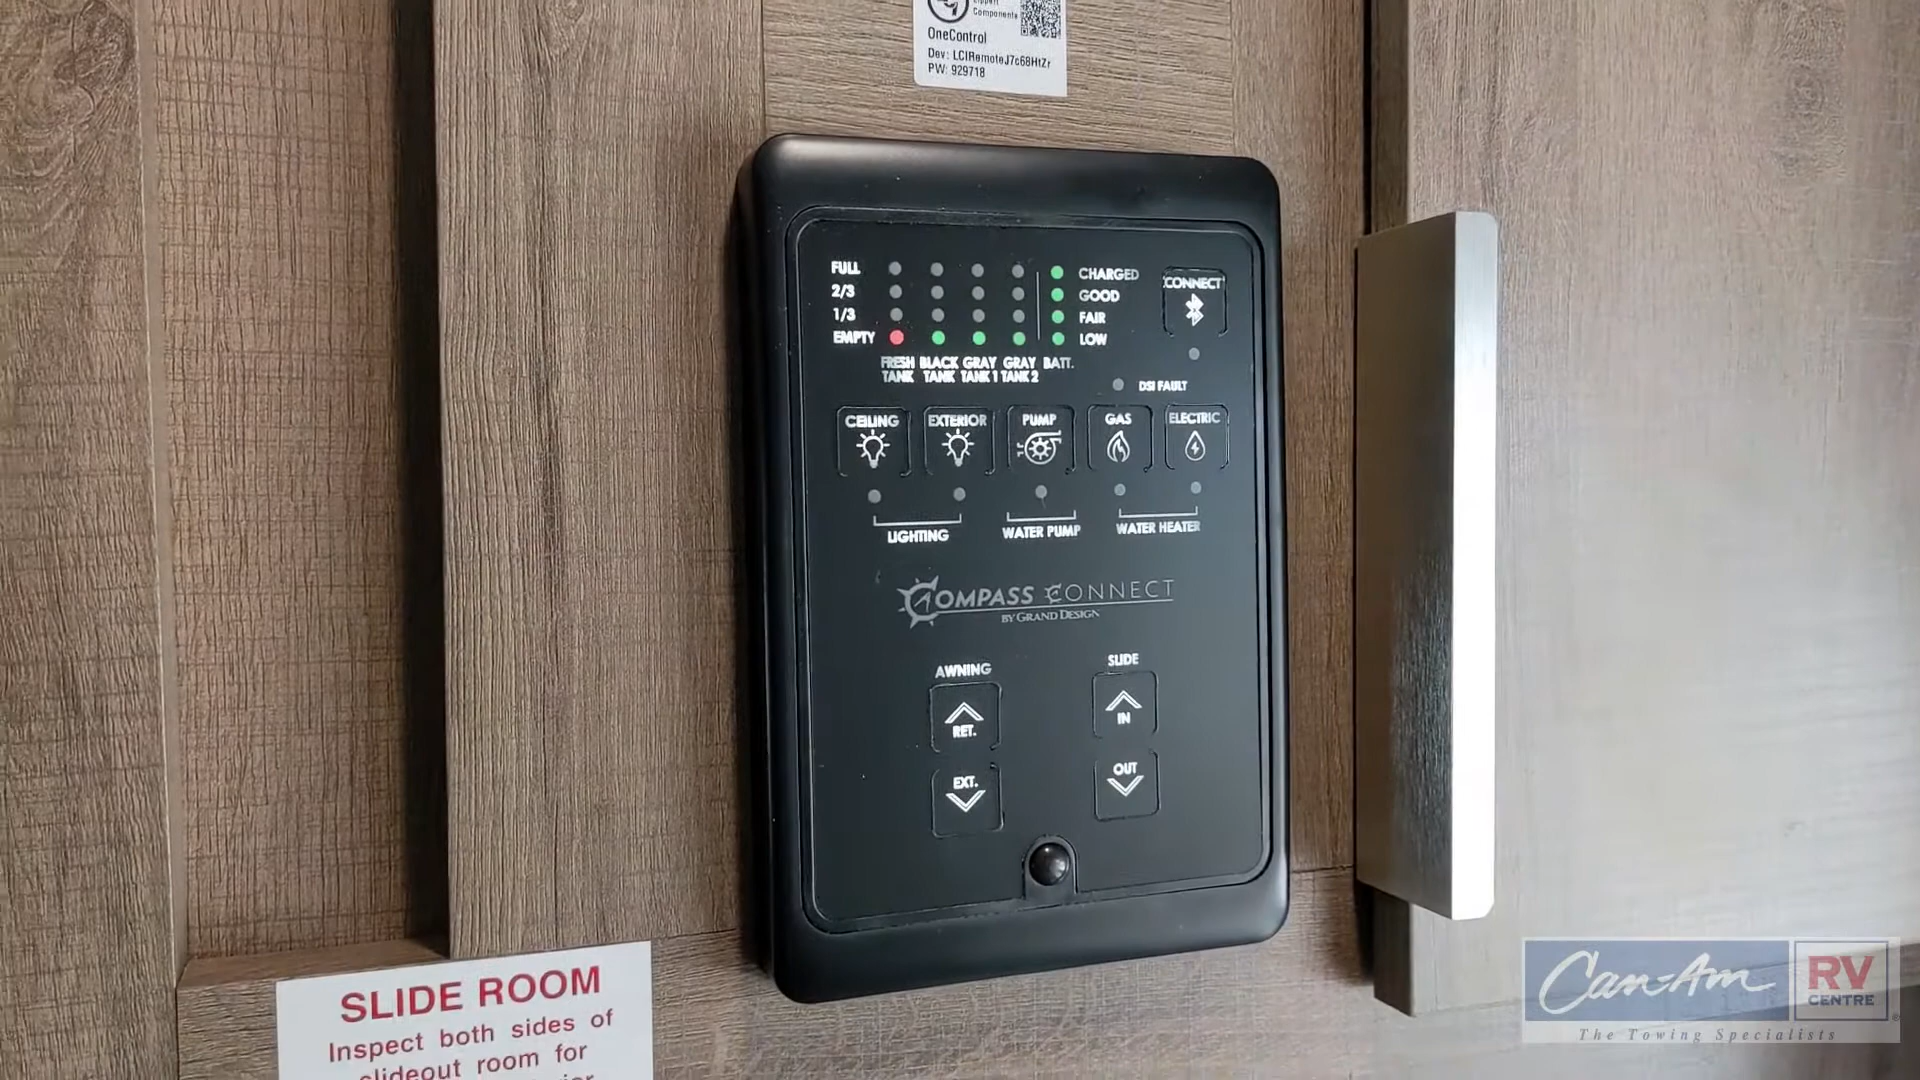 Components
OneControl
Dev: LCIRemoteJ7c68HtZr
PW: 929718
FULL
2/3
1/3
EMPTY
CHARGED
GOOD
FAIR
LOW
CONNECT
FRESH TANK
BLACK TANK
GRAY TANK 1
GRAY TANK 2
BATT.
DSI FAULT
CEILING
EXTERIOR
PUMP
GAS
ELECTRIC
LIGHTING
WATER PUMP
WATER HEATER
COMPASS CONNECT
BY GRAND DESIGN
AWNING
SLIDE
RET.
IN
EXT.
OUT
SLIDE ROOM
Inspect both sides of
slideout room for
Can-Am RV
CENTRE
The Towing Specialists